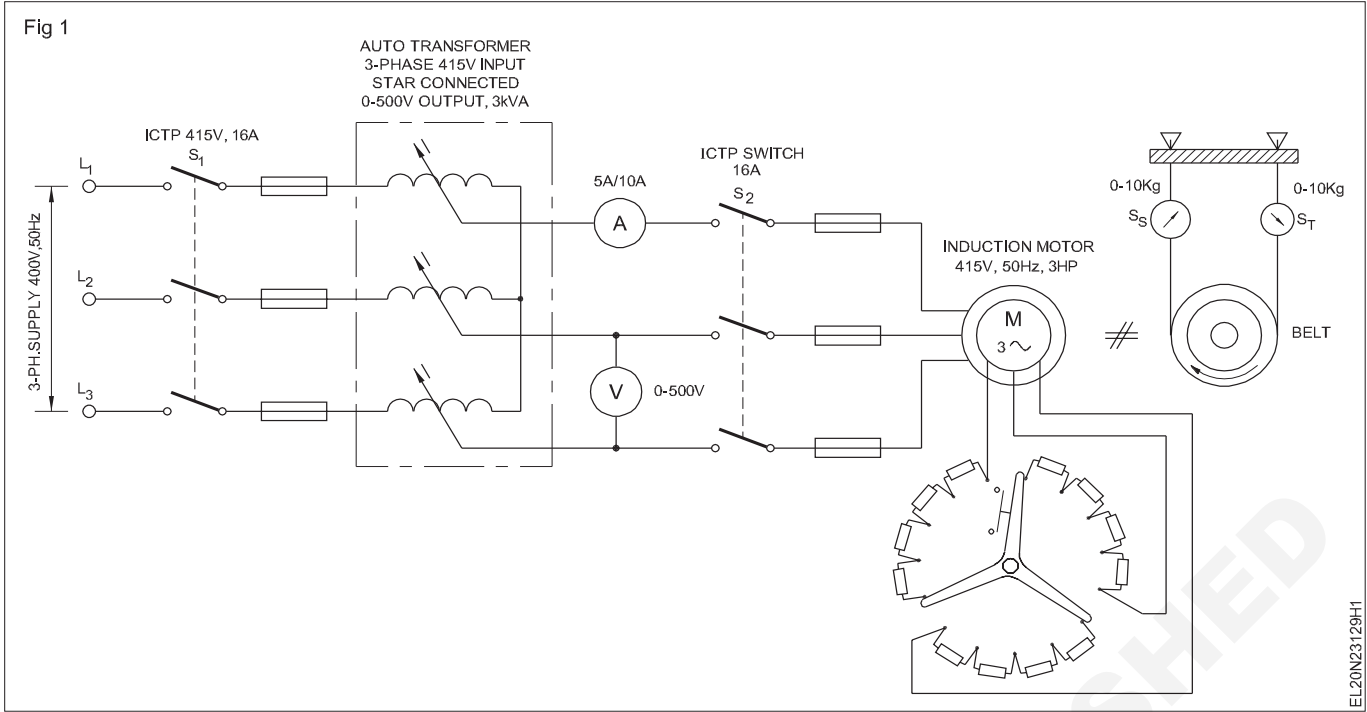 Fig 1
AUTO TRANSFORMER
3-PHASE 415V INPUT
STAR CONNECTED
0-500V OUTPUT, 3kVA
ICTP 415V, 16A
S1
L1
ICTP SWITCH
16A
S2
5A/10A
A
0-10Kg
0-10Kg
SS
ST
INDUCTION MOTOR
415V, 50Hz, 3HP
M
3
BELT
L2
3-PH.SUPPLY 400V,50Hz
V
0-500V
L3
SHED
EL20N23129H1